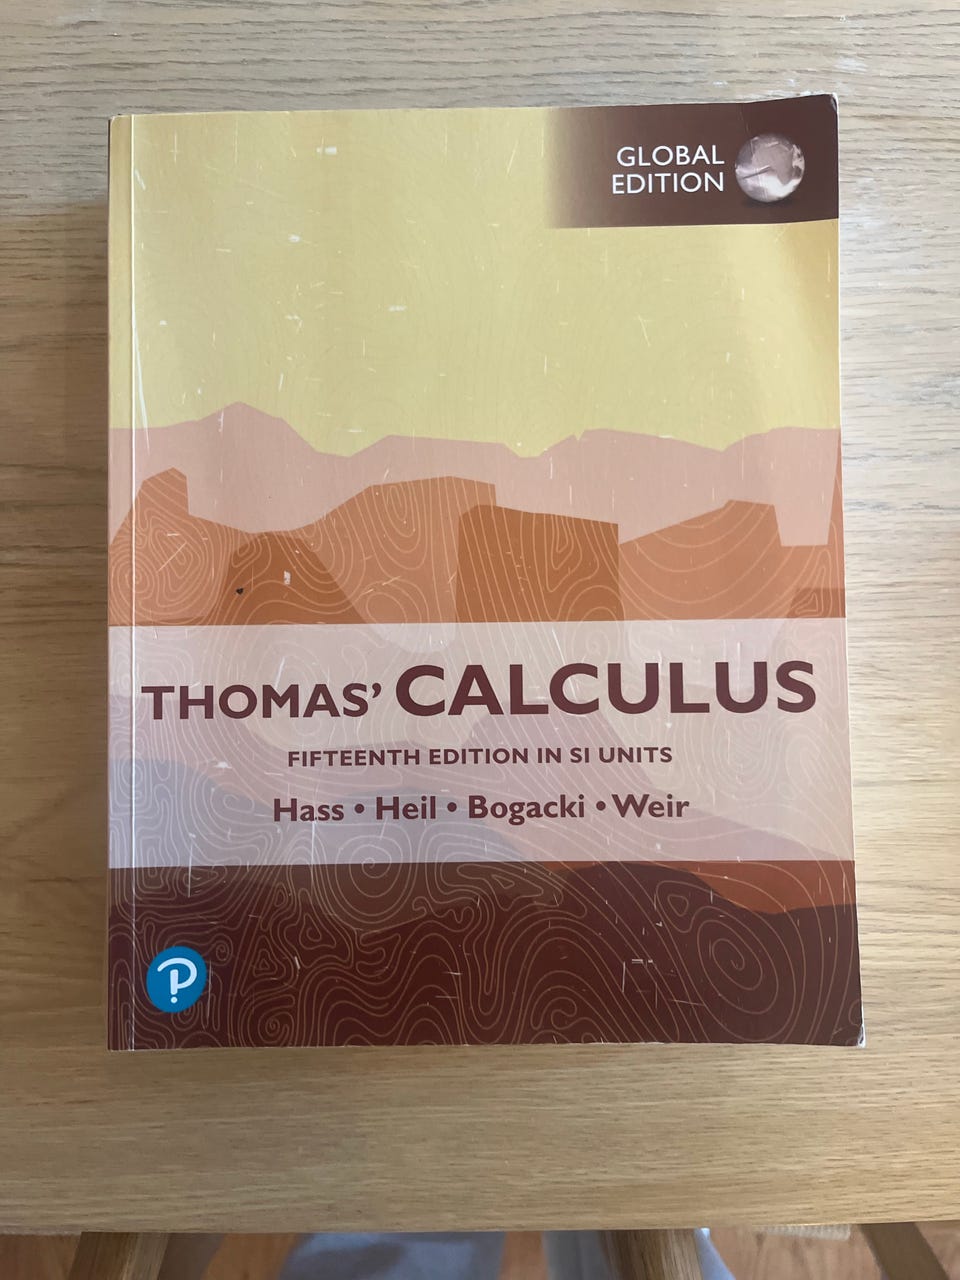 GLOBAL
EDITION
THOMAS’ CALCULUS
FIFTEENTH EDITION IN SI UNITS
Hass • Heil • Bogacki • Weir
P